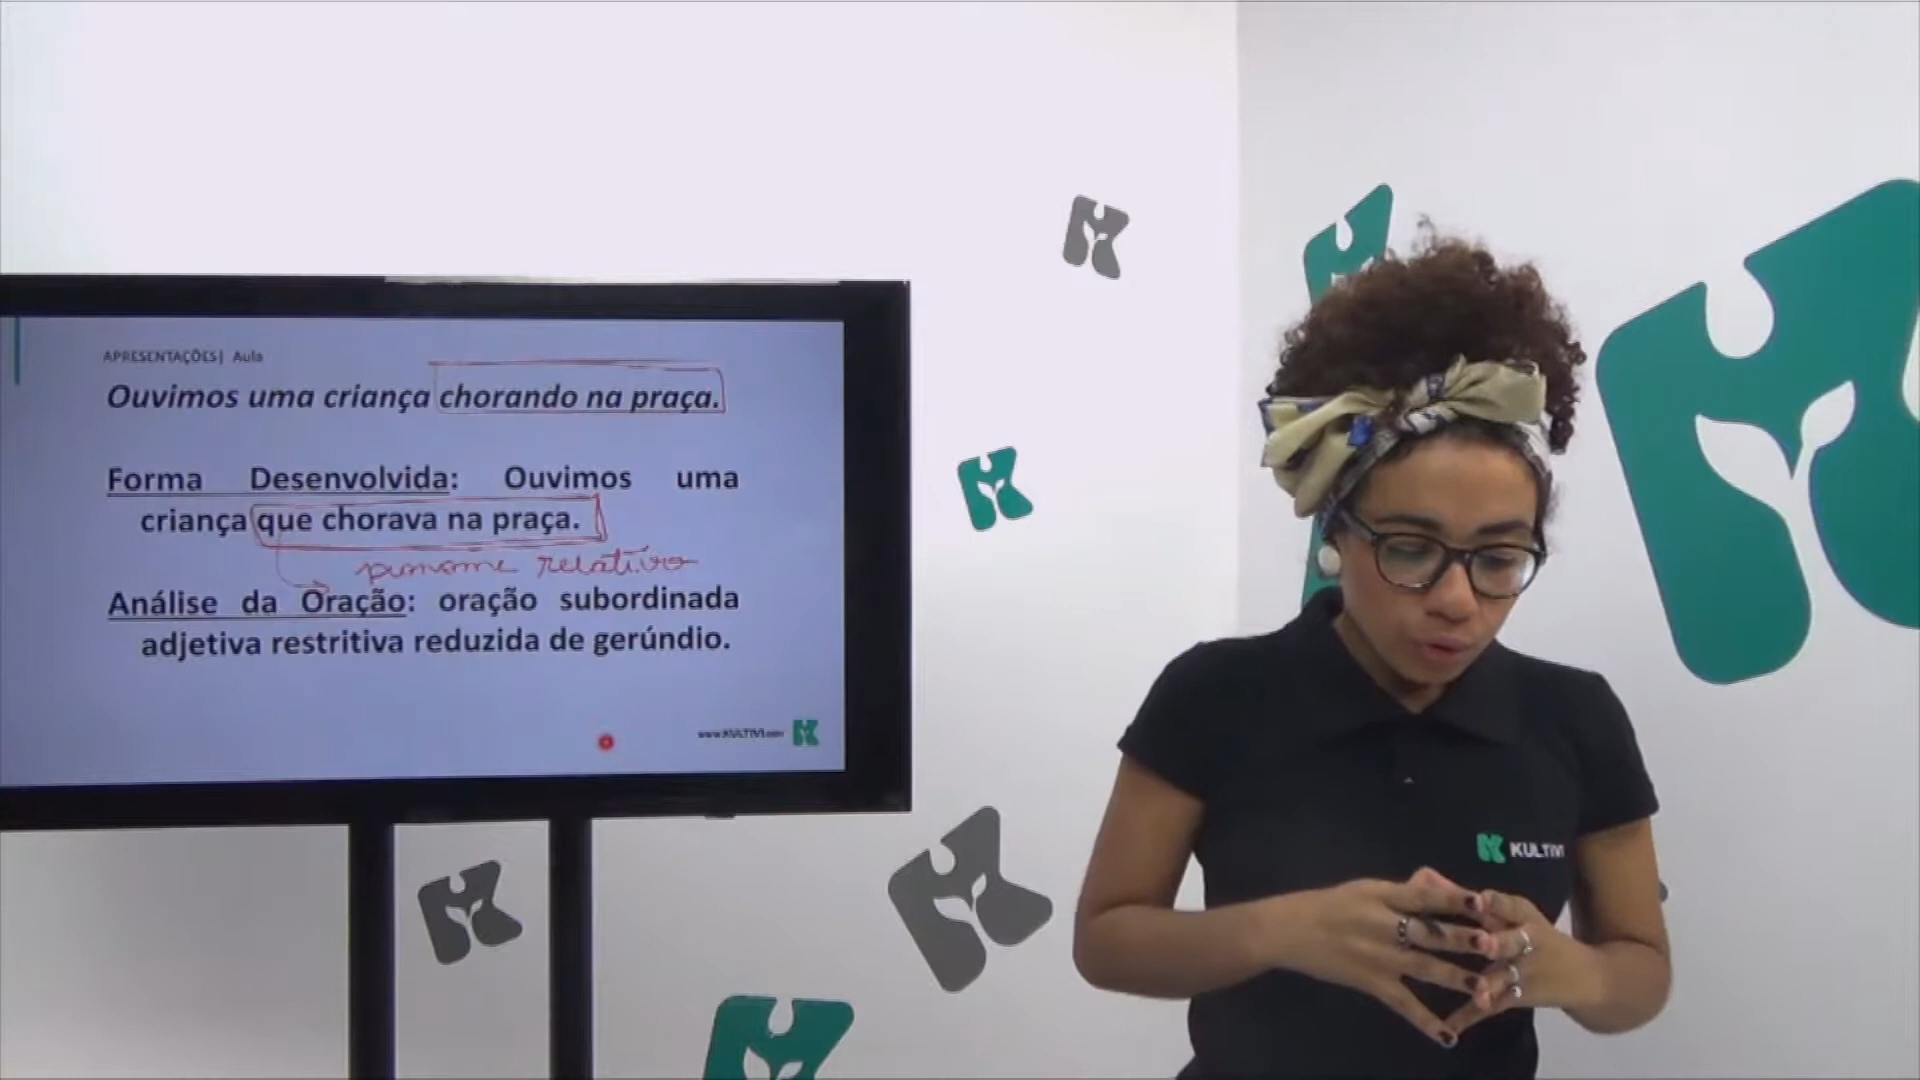 APRESENTAÇÕES| Aula
Ouvimos uma criança chorando na praça.
Forma Desenvolvida: Ouvimos uma
criança que chorava na praça.
pronome relativo
Análise da Oração: oração subordinada
adjetiva restritiva reduzida de gerúndio.
www.KULTIVI.com
KULTIVI